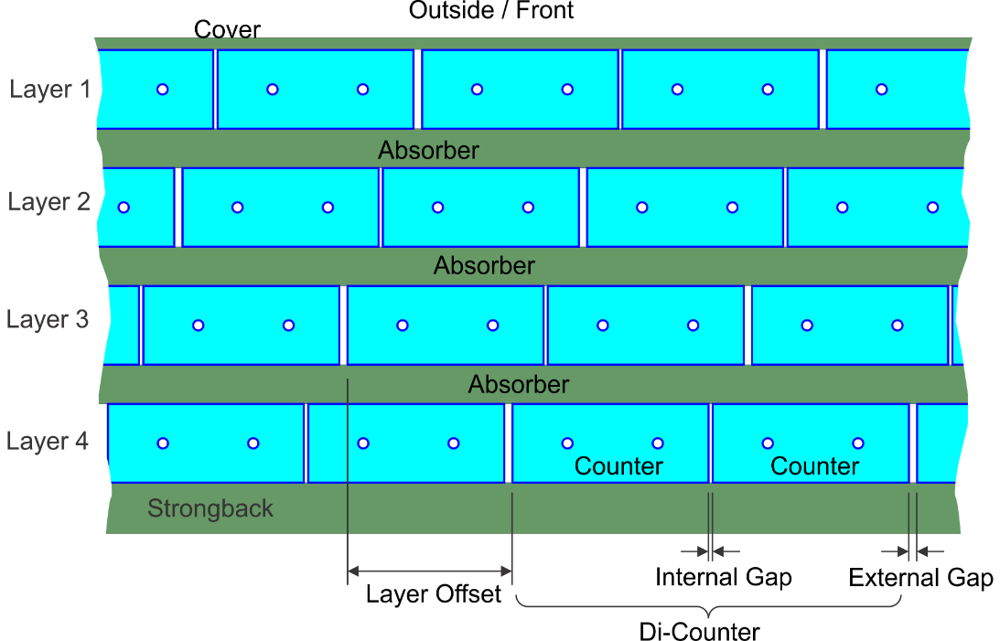 Outside / Front
Cover
Layer 1
Absorber
Layer 2
Absorber
Layer 3
Absorber
Layer 4
Counter
Counter
Strongback
Internal Gap
External Gap
Layer Offset
Di-Counter